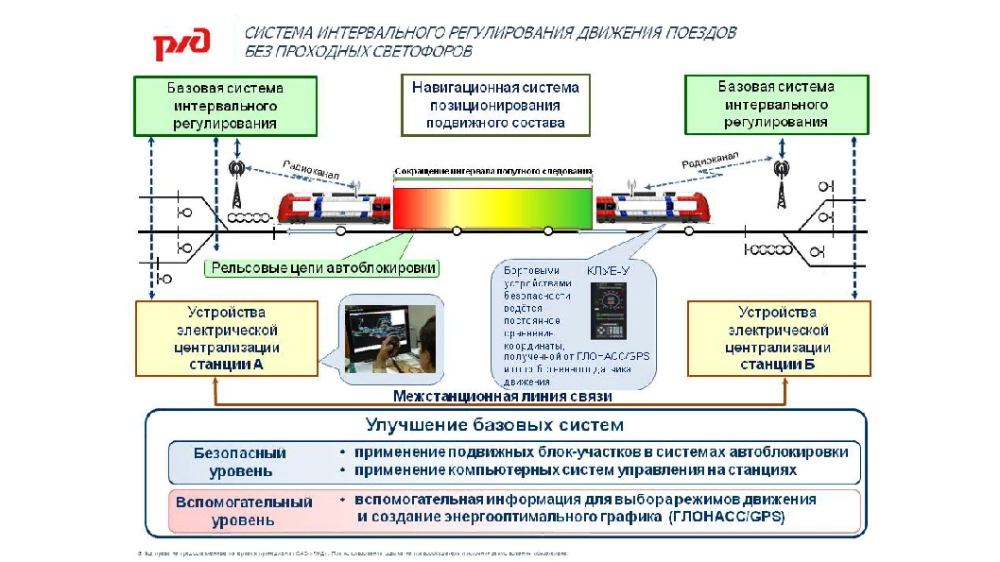 ржд
СИСТЕМА ИНТЕРВАЛЬНОГО РЕГУЛИРОВАНИЯ ДВИЖЕНИЯ ПОЕЗДОВ
БЕЗ ПРОХОДНЫХ СВЕТОФОРОВ
Базовая система
интервального
регулирования
Навигационная система
позиционирования
подвижного состава
Базовая система
интервального
регулирования
Радиоканал
Сокращение интервала попутного следования
Радиоканал
Рельсовые цепи автоблокировки
Бортовыми
устройствами
безопасности
ведётся
постоянное
сравнение
координаты,
полученной от ГЛОНАСС/GPS
и от собственного датчика
движения
КЛУБ-У
Устройства
электрической
централизации
станции А
Устройства
электрической
централизации
станции Б
Межстанционная линия связи
Улучшение базовых систем
Безопасный
уровень
• применение подвижных блок-участков в системах автоблокировки
• применение компьютерных систем управления на станциях
Вспомогательный
уровень
• вспомогательная информация для выбора режимов движения
и создание энергооптимального графика (ГЛОНАСС/GPS)